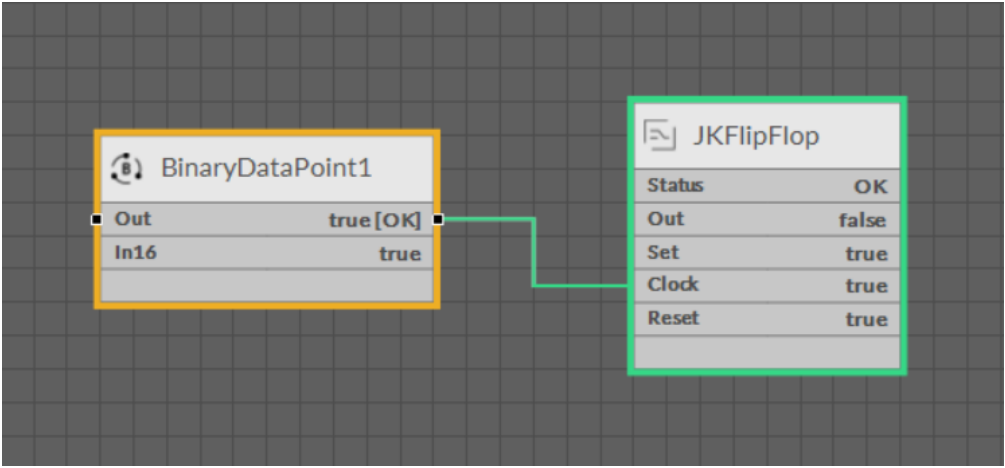 BinaryDataPoint1
Out true [OK]
In16 true
JKFlipFlop
Status OK
Out false
Set true
Clock true
Reset true